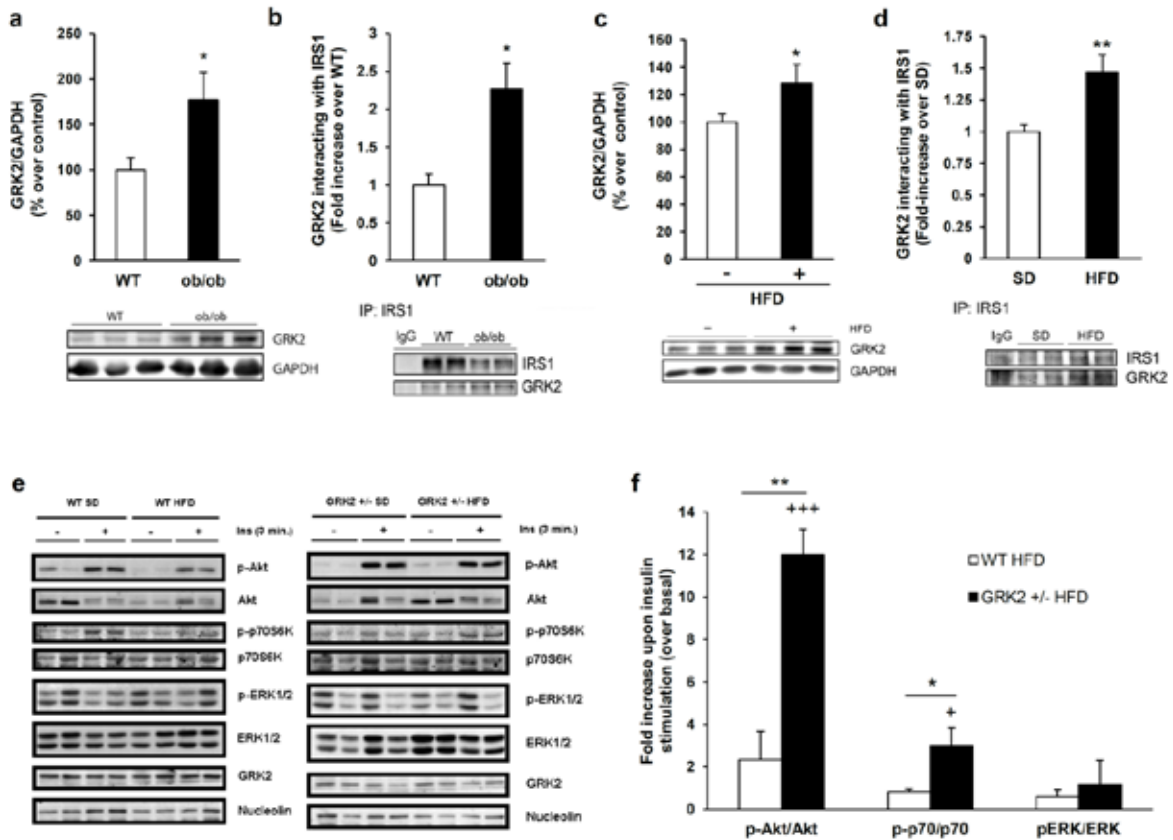 a
GRK2/GAPDH
(% over control)
250
200
150
100
50
0
*
WT
ob/ob
WT
ob/ob
GRK2
GAPDH
b
GRK2 interacting with IRS1
(Fold increase over WT)
3
2.5
2
1.5
1
0.5
0
*
WT
ob/ob
IP: IRS1
IgG
WT
ob/ob
IRS1
GRK2
c
GRK2/GAPDH
(% over control)
160
140
120
100
80
60
40
20
0
*
-
+
HFD
-
+
HFD
GRK2
GAPDH
d
GRK2 interacting with IRS1
(Fold-increase over SD)
1.75
1.5
1.25
1
0.75
0.5
0.25
0
**
SD
HFD
IP: IRS1
IgG
SD
HFD
IRS1
GRK2
e
WT SD
WT HFD
-
+
-
+
Ins (3 min.)
p-Akt
Akt
p-p70S6K
p70S6K
p-ERK1/2
ERK1/2
GRK2
Nucleolin
GRK2 +/- SD
GRK2 +/- HFD
-
+
-
+
Ins (3 min.)
p-Akt
Akt
p-p70S6K
p70S6K
p-ERK1/2
ERK1/2
GRK2
Nucleolin
f
Fold increase upon insulin
stimulation (over basal)
14
12
10
8
6
4
2
0
**
+++
*
+
WT HFD
GRK2 +/- HFD
p-Akt/Akt
p-p70/p70
pERK/ERK